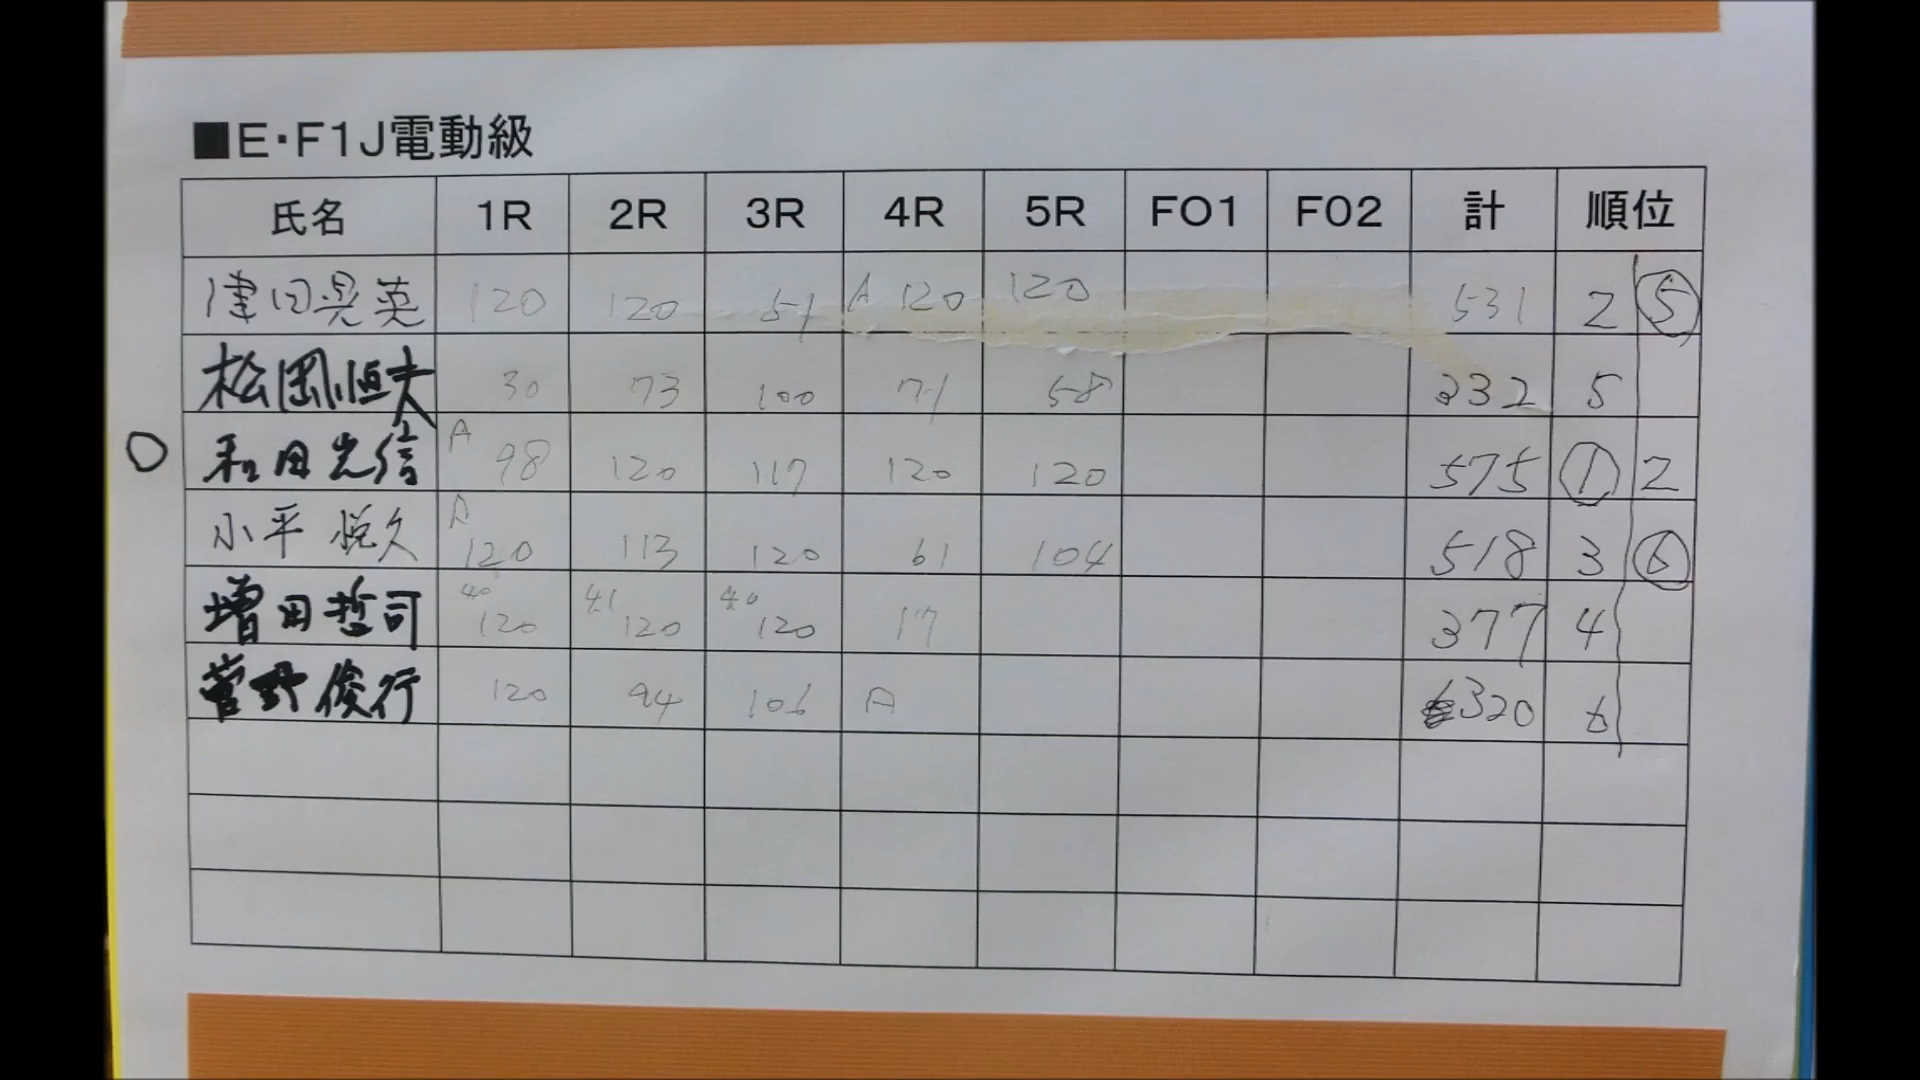 ■E・F1J電動級
氏名 1R 2R 3R 4R 5R FO1 F02 計 順位
津田晃英 120 120 51 A 120 120 531 2 ⑤
松岡恒夫 30 73 100 71 58 332 5
○ 和田光信 A 98 120 117 120 120 575 ① 2
小平 悦久 A 120 113 120 61 104 518 3 ⑥
増田哲司 40 120 41 120 40 120 17 377 4
菅野俊行 120 94 106 A 320 6